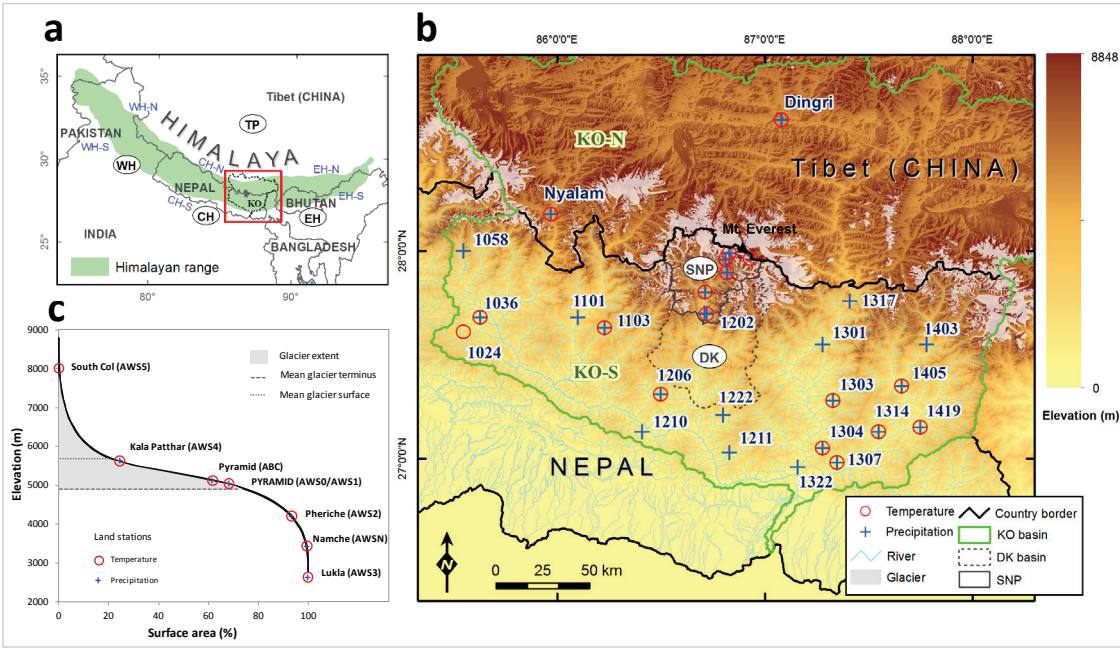 a
35°
30°
25°
80°
90°
Tibet (CHINA)
TP
HIMALAYA
WH-N
PAKISTAN
WH-S
WH
CH-N
EH-N
NEPAL
KO
BHUTAN
EH-S
CH-S
CH
EH
INDIA
BANGLADESH
Himalayan range
b
86°0'0"E
87°0'0"E
88°0'0"E
28°0'0"N
27°0'0"N
Dingri
KO-N
Tibet (CHINA)
Nyalam
Mt. Everest
1058
SNP
1317
1036
1101
1103
1202
1301
1403
1024
DK
KO-S
1206
1222
1303
1405
1210
1314
1419
1211
1304
1307
1322
NEPAL
N
0 25 50 km
8848
0
Elevation (m)
Temperature
Precipitation
River
Glacier
Country border
KO basin
DK basin
SNP
c
9000
8000
7000
6000
5000
4000
3000
2000
Elevation (m)
0 20 40 60 80 100
Surface area (%)
Glacier extent
Mean glacier terminus
Mean glacier surface
South Col (AWS5)
Kala Patthar (AWS4)
Pyramid (ABC)
PYRAMID (AWS0/AWS1)
Pheriche (AWS2)
Namche (AWSN)
Lukla (AWS3)
Land stations
Temperature
Precipitation